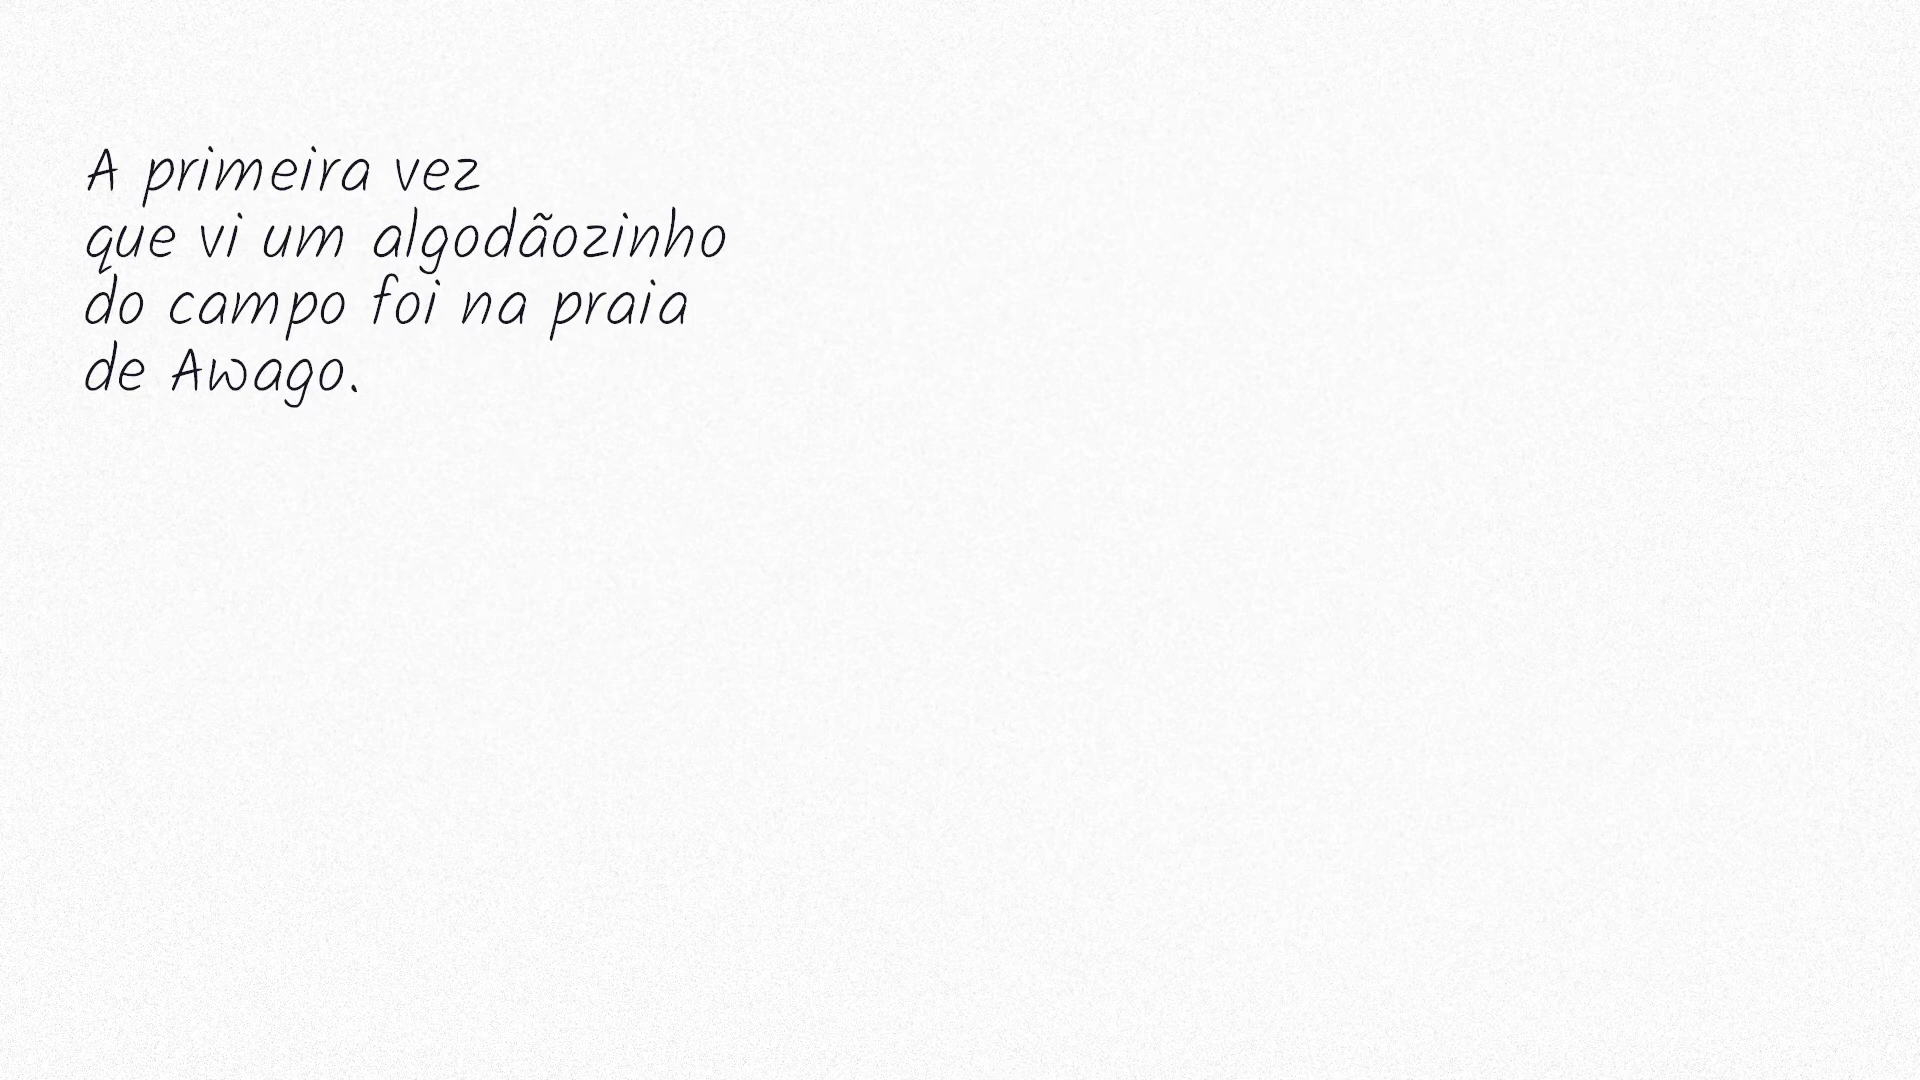 A primeira vez
que vi um algodãozinho
do campo foi na praia
de Awago.